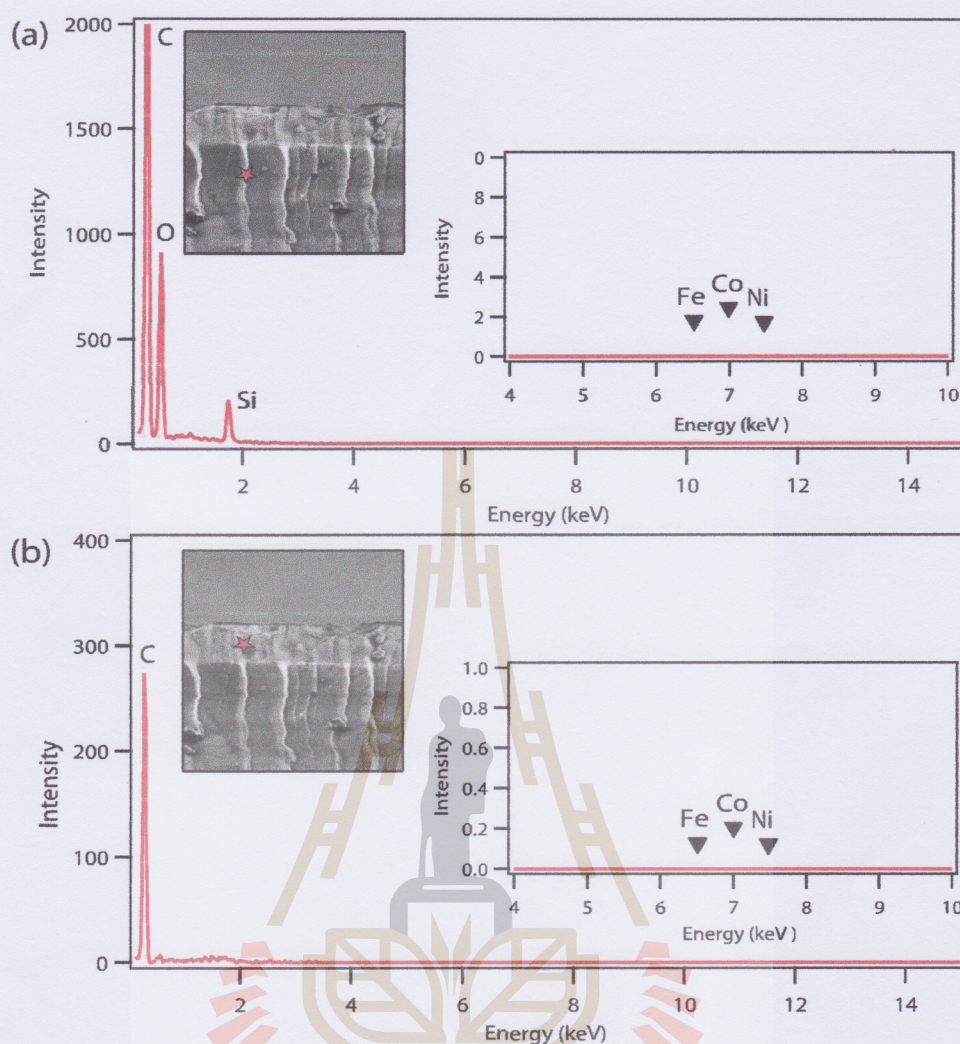 (a)
2000
1500
1000
500
0
Intensity
C
O
Si
2 4 6 8 10 12 14
Energy (keV)
0
8
6
4
2
0
Intensity
Fe Co Ni
4 5 6 7 8 9 10
Energy (keV )
(b)
400
300
200
100
0
Intensity
C
2 4 6 8 10 12 14
Energy (keV)
1.0
0.8
0.6
0.4
0.2
0.0
Intensity
Fe Co Ni
4 5 6 7 8 9 10
Energy (keV )